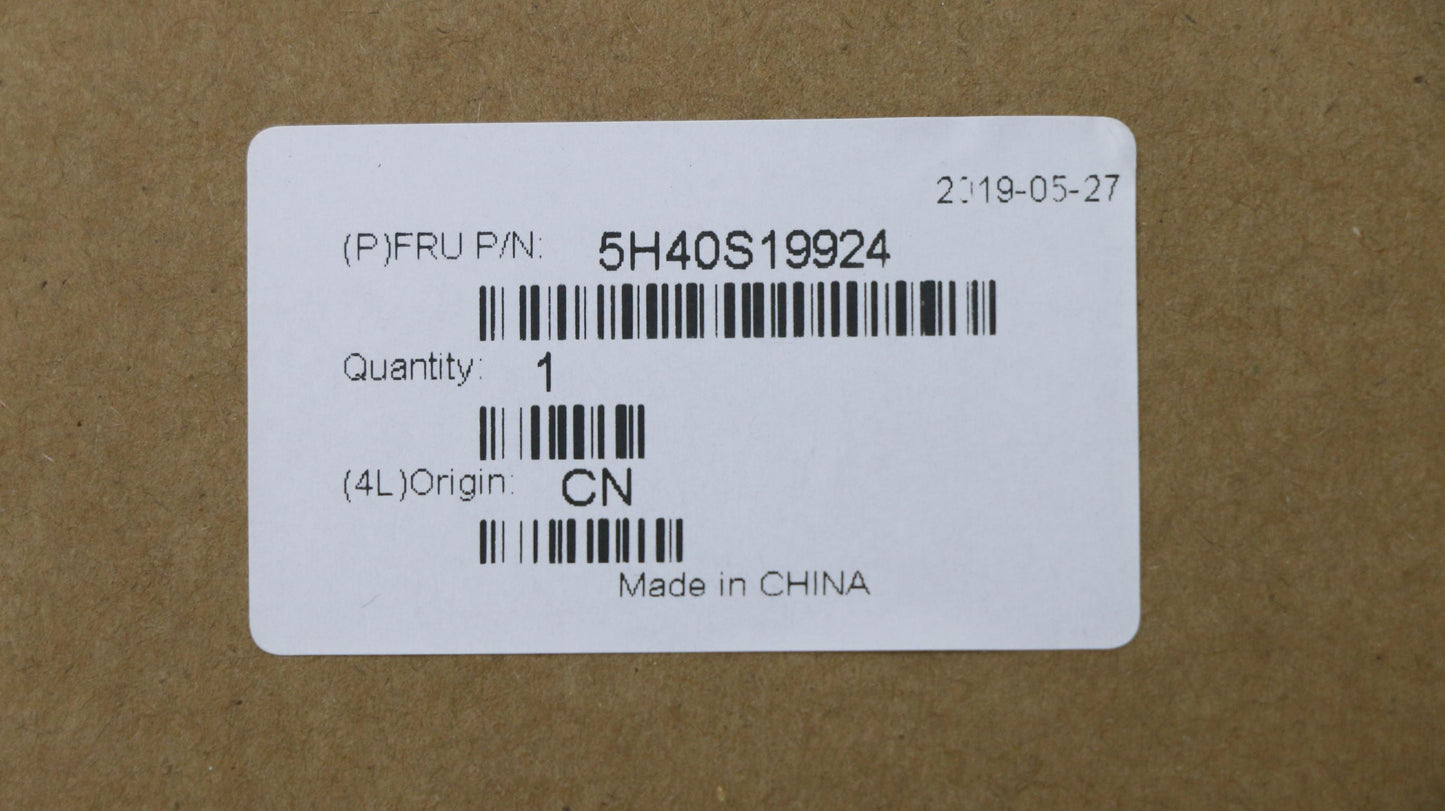 2019-05-27
(P)FRU P/N: 5H40S19924
Quantity: 1
(4L)Origin: CN
Made in CHINA